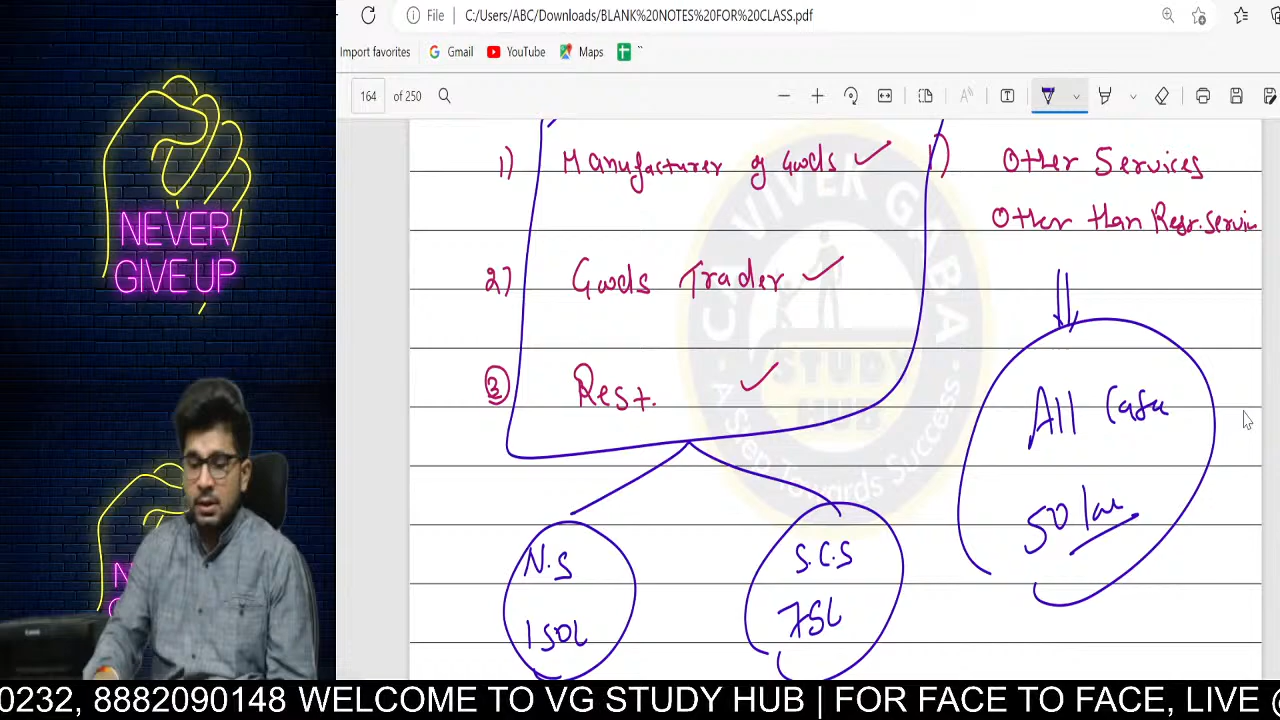 File C:/Users/ABC/Downloads/BLANK%20NOTES%20FOR%20CLASS.pdf
Import favorites Gmail YouTube Maps
164 of 250
1) Manufacturer of Goods
2) Goods Trader
3 Rest.
N.S
150L
S.C.S
75L
1) Other Services
Other than Rest. Servic
All Cases
50 lac
NEVER
GIVE UP
0232, 8882090148 WELCOME TO VG STUDY HUB | FOR FACE TO FACE, LIVE (